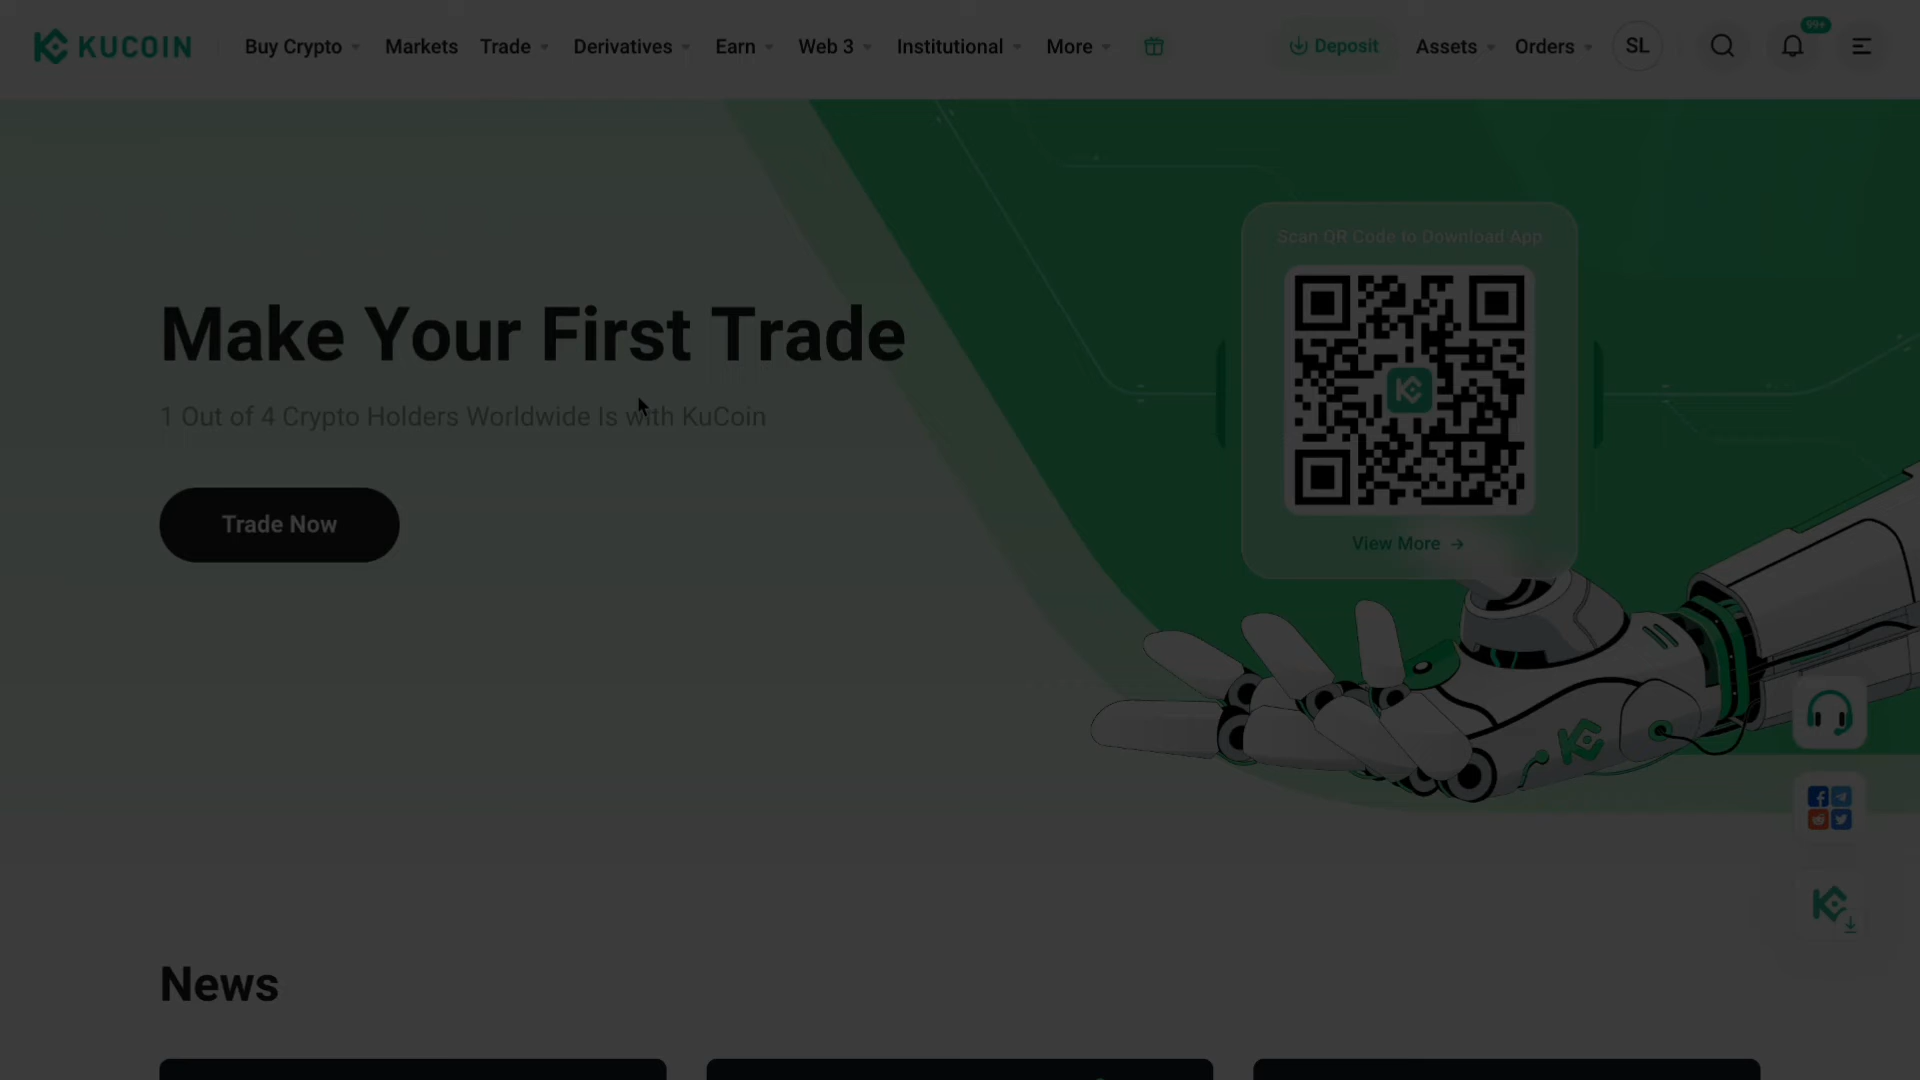 KUCOIN Buy Crypto Markets Trade Derivatives Earn Web 3 Institutional More Deposit Assets Orders SL 99+
Scan QR Code to Download App
Make Your First Trade
1 Out of 4 Crypto Holders Worldwide Is with KuCoin
Trade Now
View More →
News